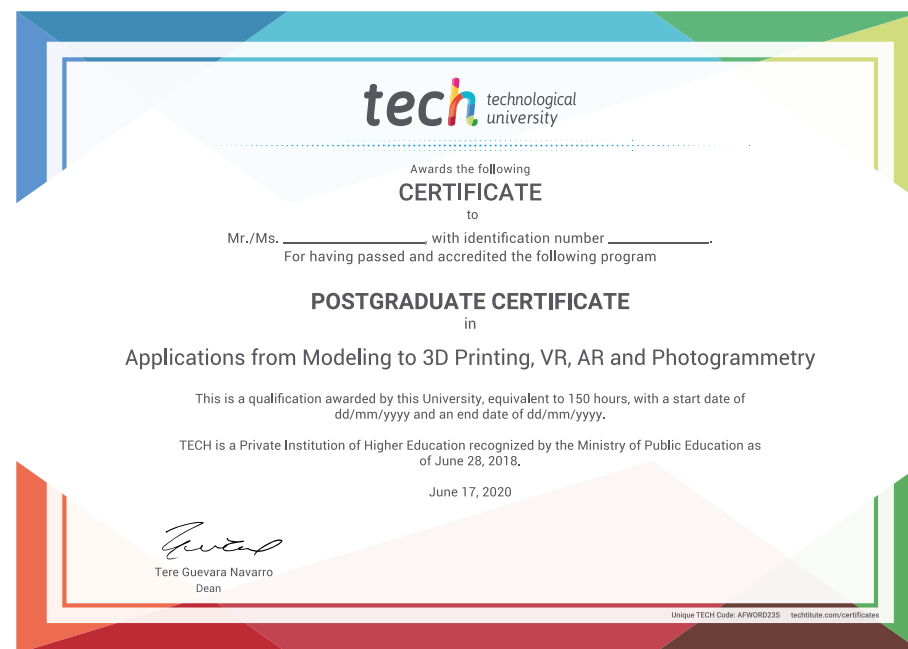 tech technological
university
Awards the following
CERTIFICATE
to
Mr./Ms. ____________________, with identification number ______________.
For having passed and accredited the following program
POSTGRADUATE CERTIFICATE
in
Applications from Modeling to 3D Printing, VR, AR and Photogrammetry
This is a qualification awarded by this University, equivalent to 150 hours, with a start date of
dd/mm/yyyy and an end date of dd/mm/yyyy.
TECH is a Private Institution of Higher Education recognized by the Ministry of Public Education as
of June 28, 2018.
June 17, 2020
Tere Guevara Navarro
Dean
Unique TECH Code: AFWORD23S techtitute.com/certificates